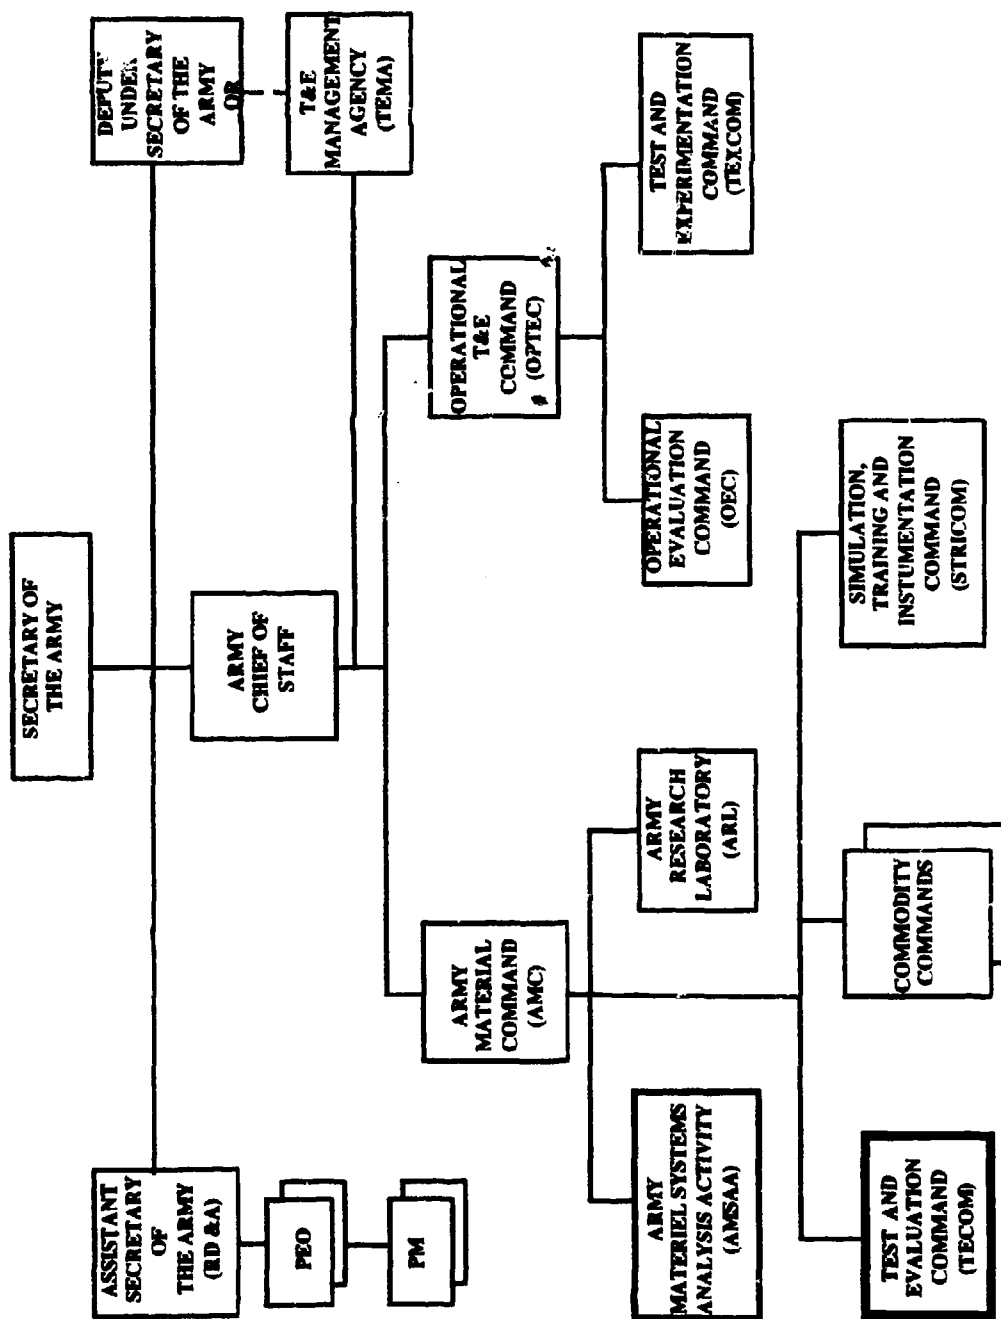 SECRETARY OF
THE ARMY
ASSISTANT
SECRETARY
OF
THE ARMY
(RD &A)
PEO
PM
ARMY
CHIEF OF
STAFF
DEPUTY
UNDER
SECRETARY
OF THE
ARMY
OR
T&E
MANAGEMENT
AGENCY
(TEMA)
ARMY
MATERIAL
COMMAND
(AMC)
OPERATIONAL
T&E
COMMAND
(OPTEC)
ARMY
MATERIEL SYSTEMS
ANALYSIS ACTIVITY
(AMSAA)
ARMY
RESEARCH
LABORATORY
(ARL)
OPERATIONAL
EVALUATION
COMMAND
(OEC)
TEST AND
EXPERIMENTATION
COMMAND
(TEXCOM)
TEST AND
EVALUATION
COMMAND
(TECOM)
COMMODITY
COMMANDS
SIMULATION,
TRAINING AND
INSTUMENTATION
COMMAND
(STRICOM)